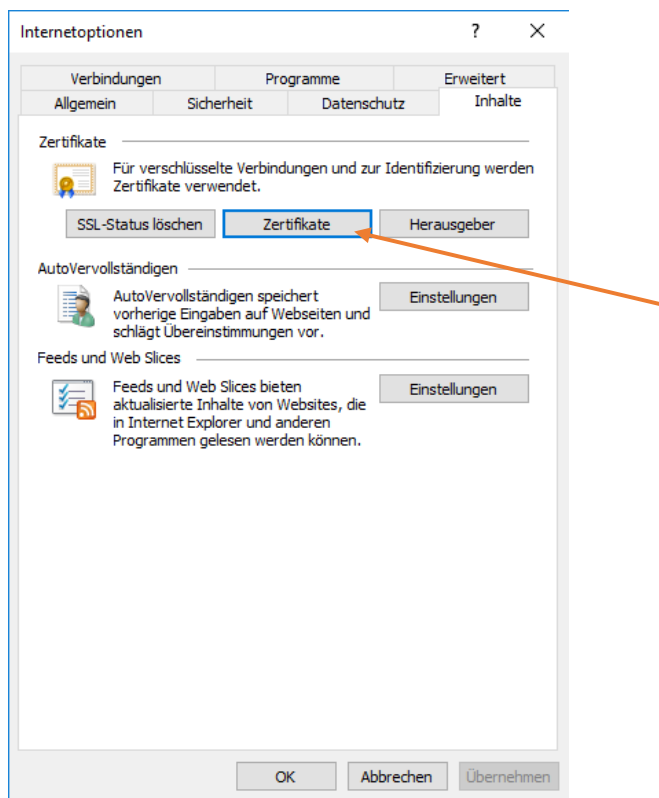 Internetoptionen
?
Verbindungen Programme Erweitert
Allgemein Sicherheit Datenschutz Inhalte
Zertifikate
Für verschlüsselte Verbindungen und zur Identifizierung werden
Zertifikate verwendet.
SSL-Status löschen Zertifikate Herausgeber
AutoVervollständigen
AutoVervollständigen speichert
vorherige Eingaben auf Webseiten und
schlägt Übereinstimmungen vor.
Einstellungen
Feeds und Web Slices
Feeds und Web Slices bieten
aktualisierte Inhalte von Websites, die
in Internet Explorer und anderen
Programmen gelesen werden können.
Einstellungen
OK Abbrechen Übernehmen